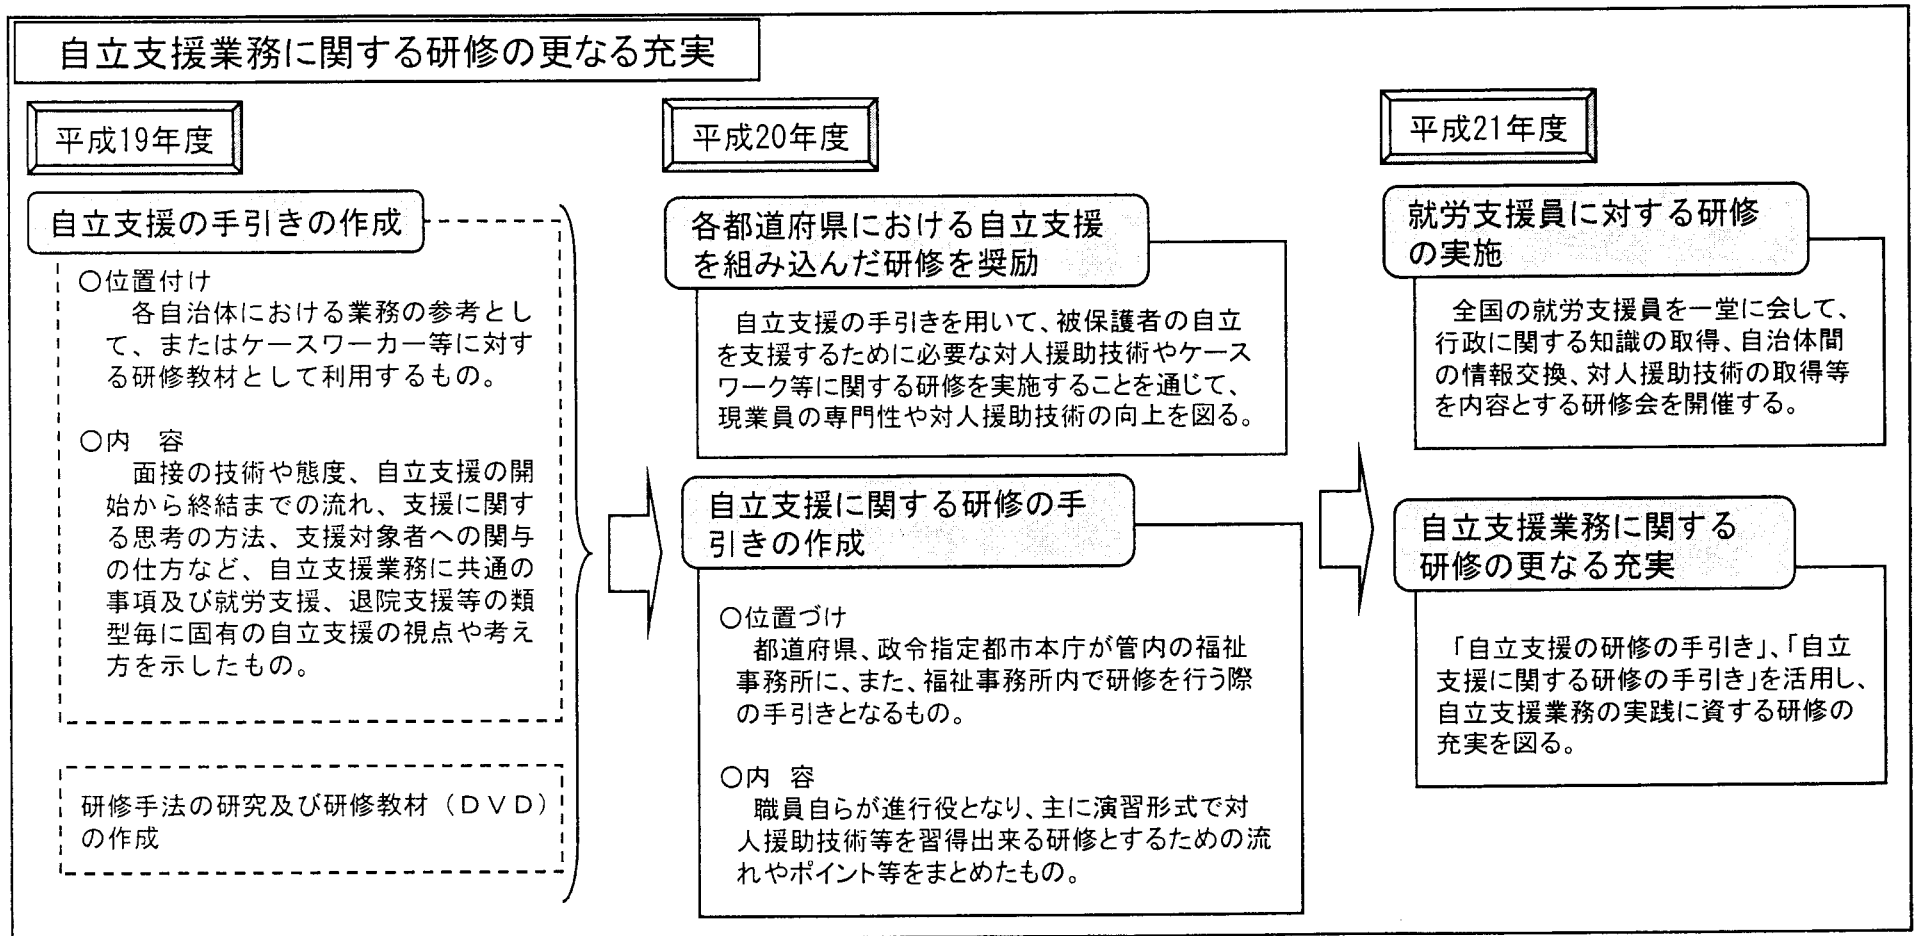 自立支援業務に関する研修の更なる充実
平成19年度
自立支援の手引きの作成
○位置付け
各自治体における業務の参考とし
て、またはケースワーカー等に対す
る研修教材として利用するもの。
○内　容
面接の技術や態度、自立支援の開
始から終結までの流れ、支援に関す
る思考の方法、支援対象者への関与
の仕方など、自立支援業務に共通の
事項及び就労支援、退院支援等の類
型毎に固有の自立支援の視点や考え
方を示したもの。
研修手法の研究及び研修教材（ＤＶＤ）
の作成
平成20年度
各都道府県における自立支援
を組み込んだ研修を奨励
自立支援の手引きを用いて、被保護者の自立
を支援するために必要な対人援助技術やケース
ワーク等に関する研修を実施することを通じて、
現業員の専門性や対人援助技術の向上を図る。
自立支援に関する研修の手
引きの作成
○位置づけ
都道府県、政令指定都市本庁が管内の福祉
事務所に、また、福祉事務所内で研修を行う際
の手引きとなるもの。
○内　容
職員自らが進行役となり、主に演習形式で対
人援助技術等を習得出来る研修とするための流
れやポイント等をまとめたもの。
平成21年度
就労支援員に対する研修
の実施
全国の就労支援員を一堂に会して、
行政に関する知識の取得、自治体間
の情報交換、対人援助技術の取得等
を内容とする研修会を開催する。
自立支援業務に関する
研修の更なる充実
「自立支援の研修の手引き」、「自立
支援に関する研修の手引き」を活用し、
自立支援業務の実践に資する研修の
充実を図る。